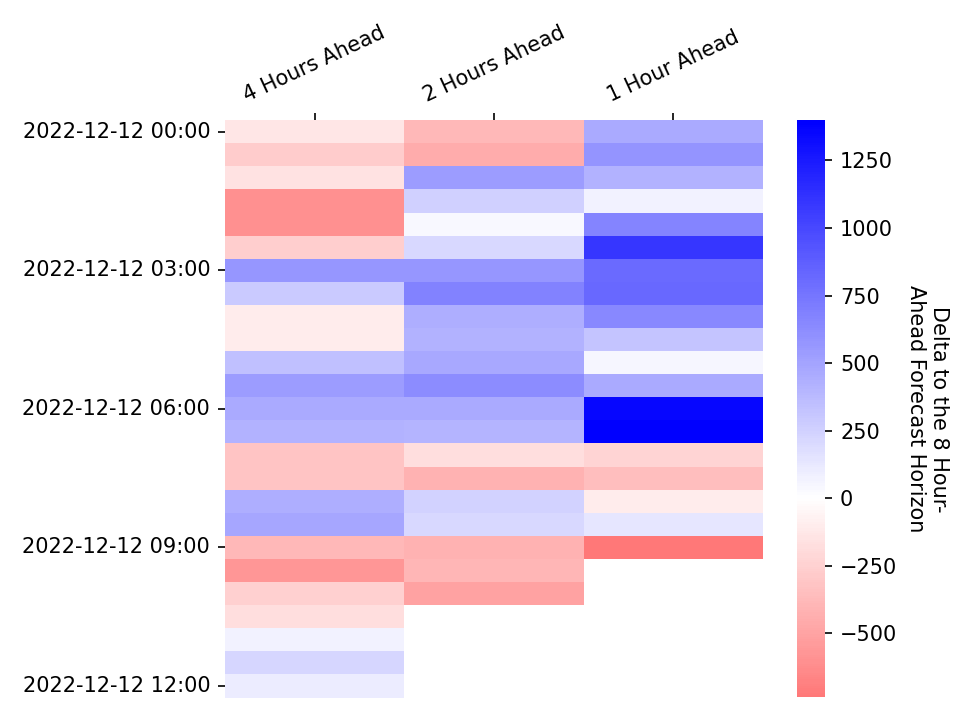 4 Hours Ahead
2 Hours Ahead
1 Hour Ahead
2022-12-12 00:00
2022-12-12 03:00
2022-12-12 06:00
2022-12-12 09:00
2022-12-12 12:00
1250
1000
750
500
250
0
−250
−500
Delta to the 8 Hour-
Ahead Forecast Horizon